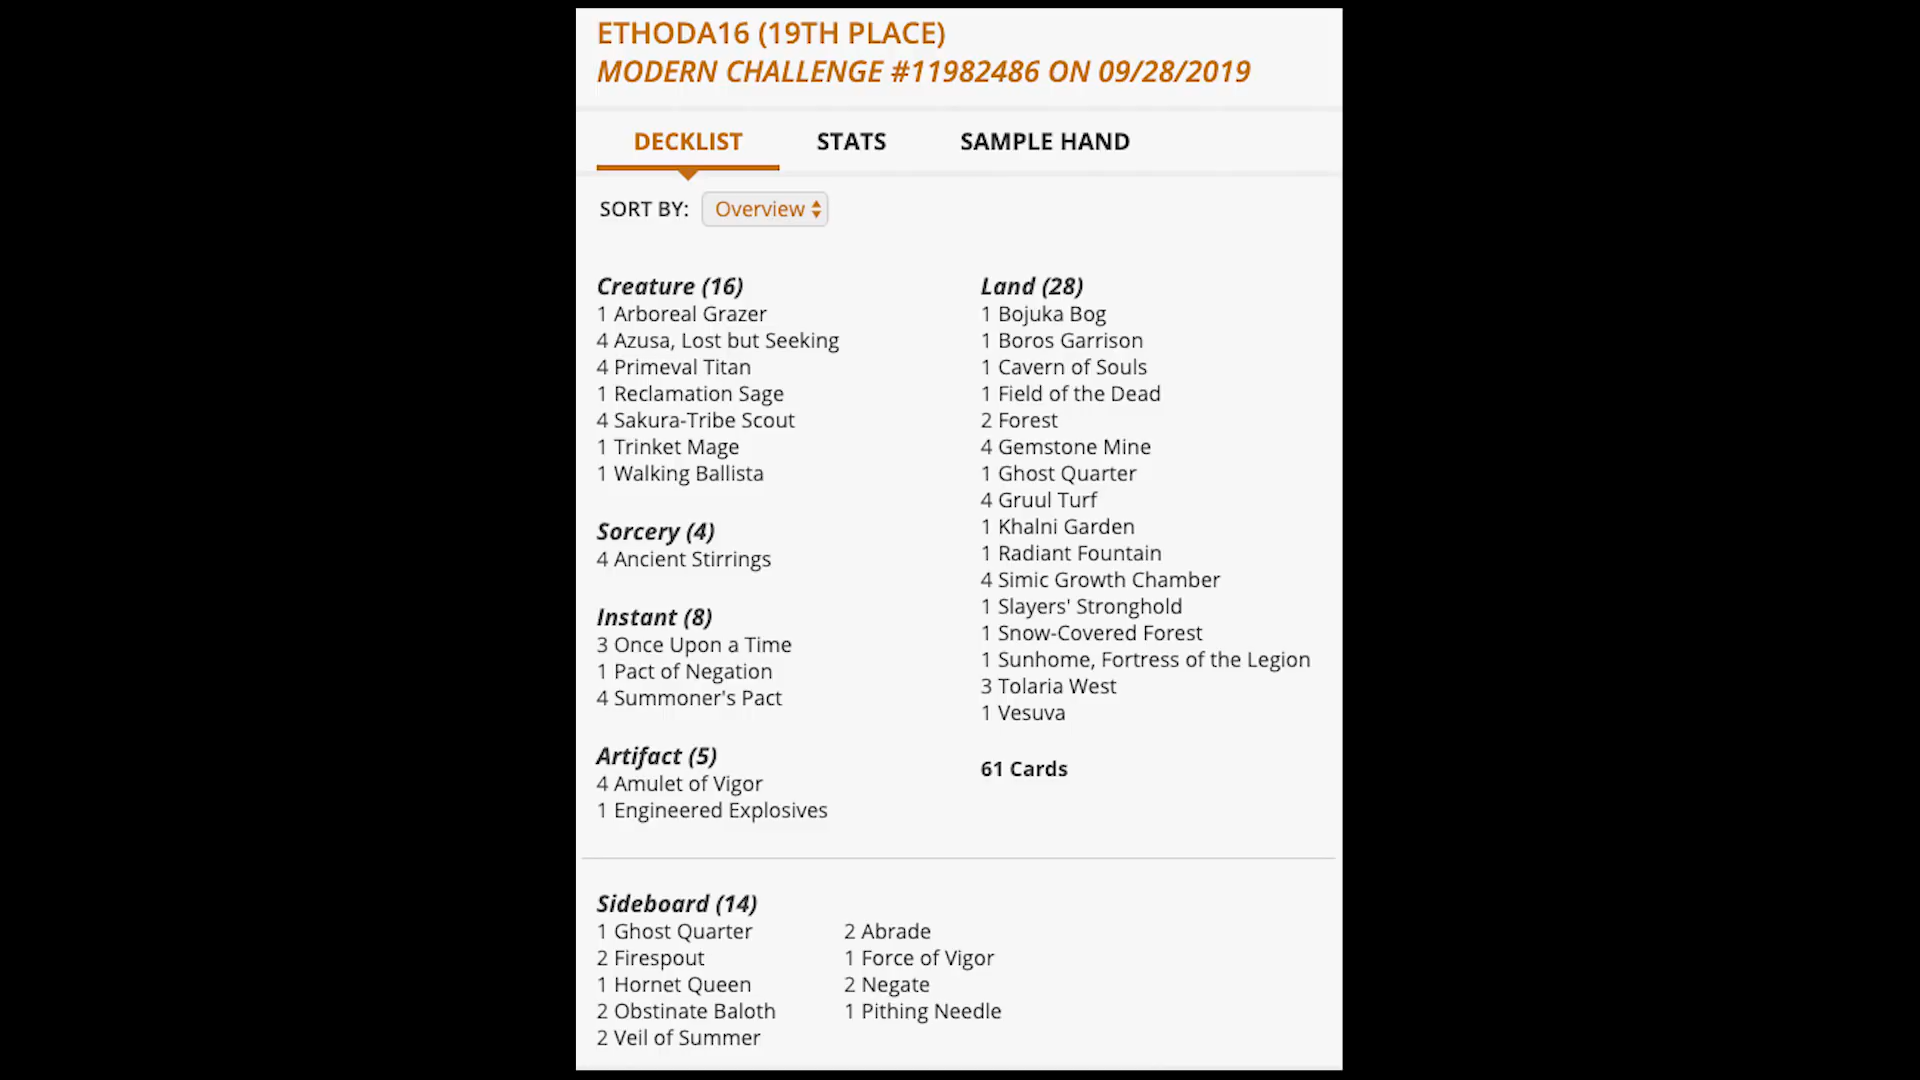 ETHODA16 (19TH PLACE)
MODERN CHALLENGE #11982486 ON 09/28/2019
DECKLIST STATS SAMPLE HAND
SORT BY: Overview
Creature (16)
1 Arboreal Grazer
4 Azusa, Lost but Seeking
4 Primeval Titan
1 Reclamation Sage
4 Sakura-Tribe Scout
1 Trinket Mage
1 Walking Ballista
Sorcery (4)
4 Ancient Stirrings
Instant (8)
3 Once Upon a Time
1 Pact of Negation
4 Summoner's Pact
Artifact (5)
4 Amulet of Vigor
1 Engineered Explosives
Land (28)
1 Bojuka Bog
1 Boros Garrison
1 Cavern of Souls
1 Field of the Dead
2 Forest
4 Gemstone Mine
1 Ghost Quarter
4 Gruul Turf
1 Khalni Garden
1 Radiant Fountain
4 Simic Growth Chamber
1 Slayers' Stronghold
1 Snow-Covered Forest
1 Sunhome, Fortress of the Legion
3 Tolaria West
1 Vesuva
61 Cards
Sideboard (14)
1 Ghost Quarter
2 Firespout
1 Hornet Queen
2 Obstinate Baloth
2 Veil of Summer
2 Abrade
1 Force of Vigor
2 Negate
1 Pithing Needle